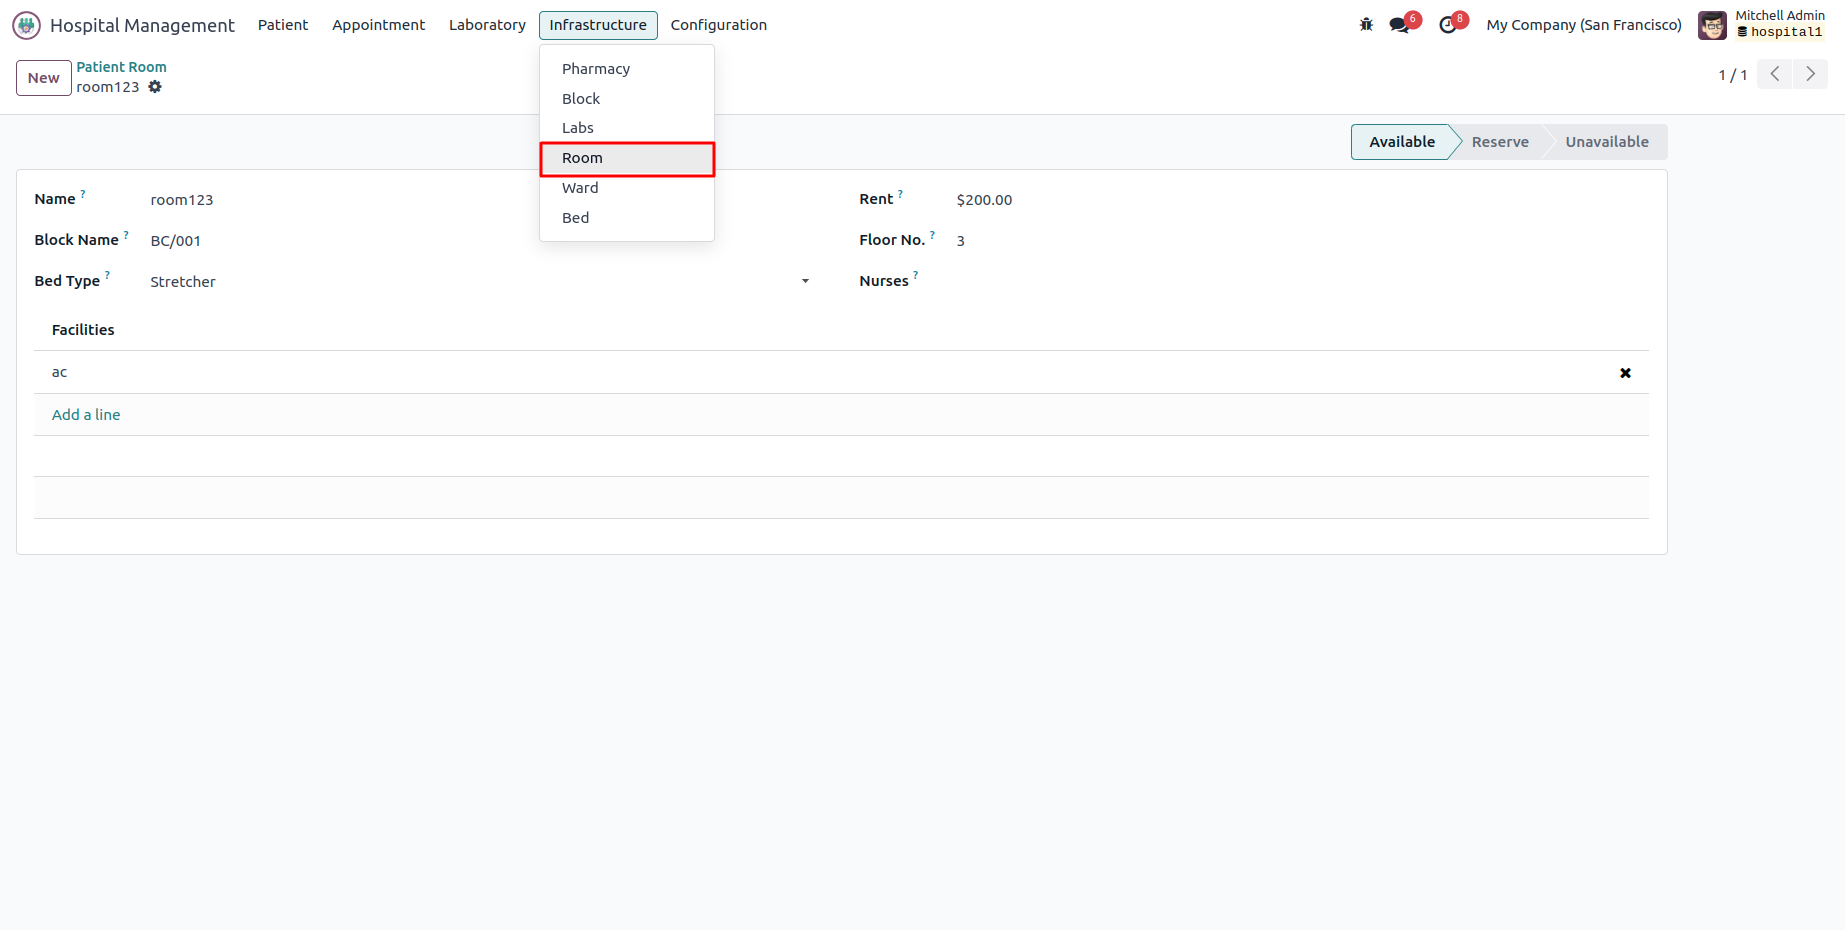 Hospital Management Patient Appointment Laboratory Infrastructure Configuration 6 8 My Company (San Francisco) Mitchell Admin
hospital1
New Patient Room
room123
1 / 1
Pharmacy
Block
Labs
Room
Ward
Bed
Available Reserve Unavailable
Name ? room123
Rent ? $200.00
Block Name ? BC/001
Floor No. ? 3
Bed Type ? Stretcher
Nurses ?
Facilities
ac
Add a line